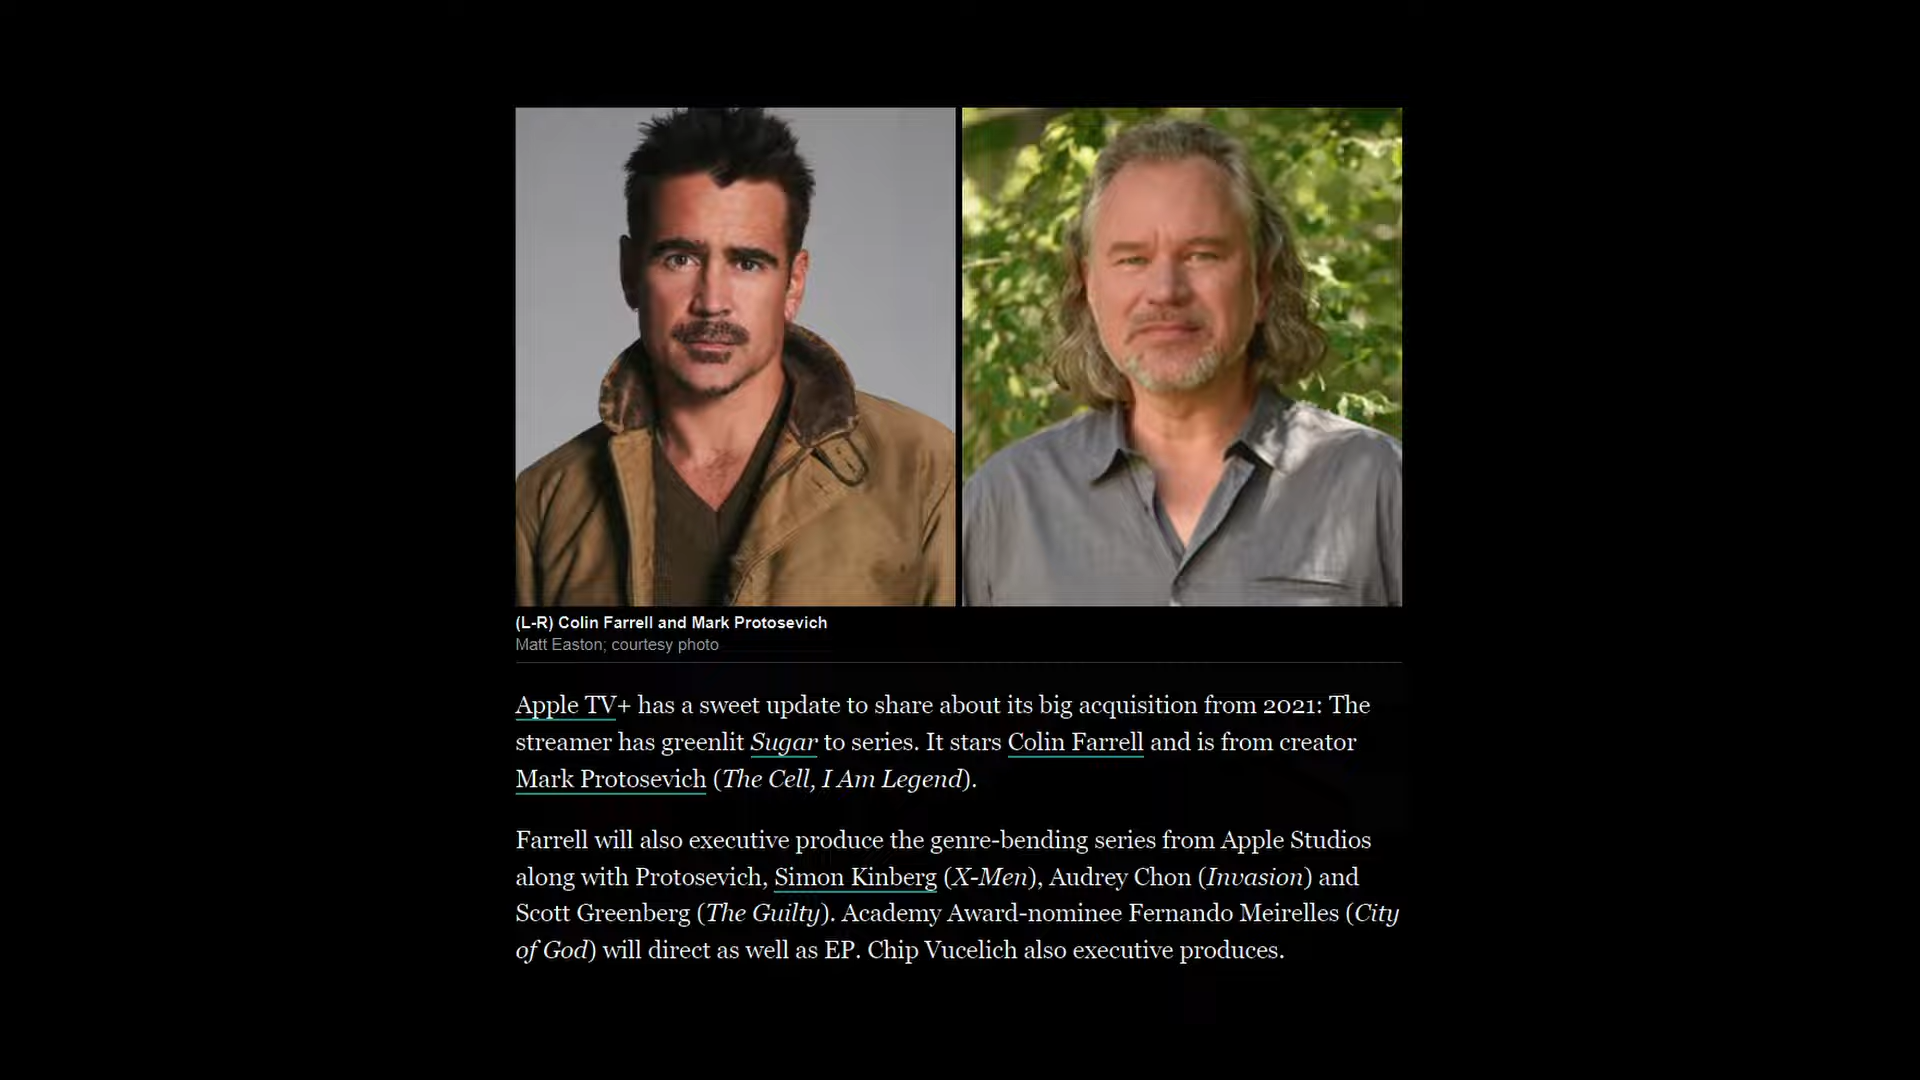 (L-R) Colin Farrell and Mark Protosevich
Matt Easton; courtesy photo
Apple TV+ has a sweet update to share about its big acquisition from 2021: The
streamer has greenlit Sugar to series. It stars Colin Farrell and is from creator
Mark Protosevich (The Cell, I Am Legend).
Farrell will also executive produce the genre-bending series from Apple Studios
along with Protosevich, Simon Kinberg (X-Men), Audrey Chon (Invasion) and
Scott Greenberg (The Guilty). Academy Award-nominee Fernando Meirelles (City
of God) will direct as well as EP. Chip Vucelich also executive produces.